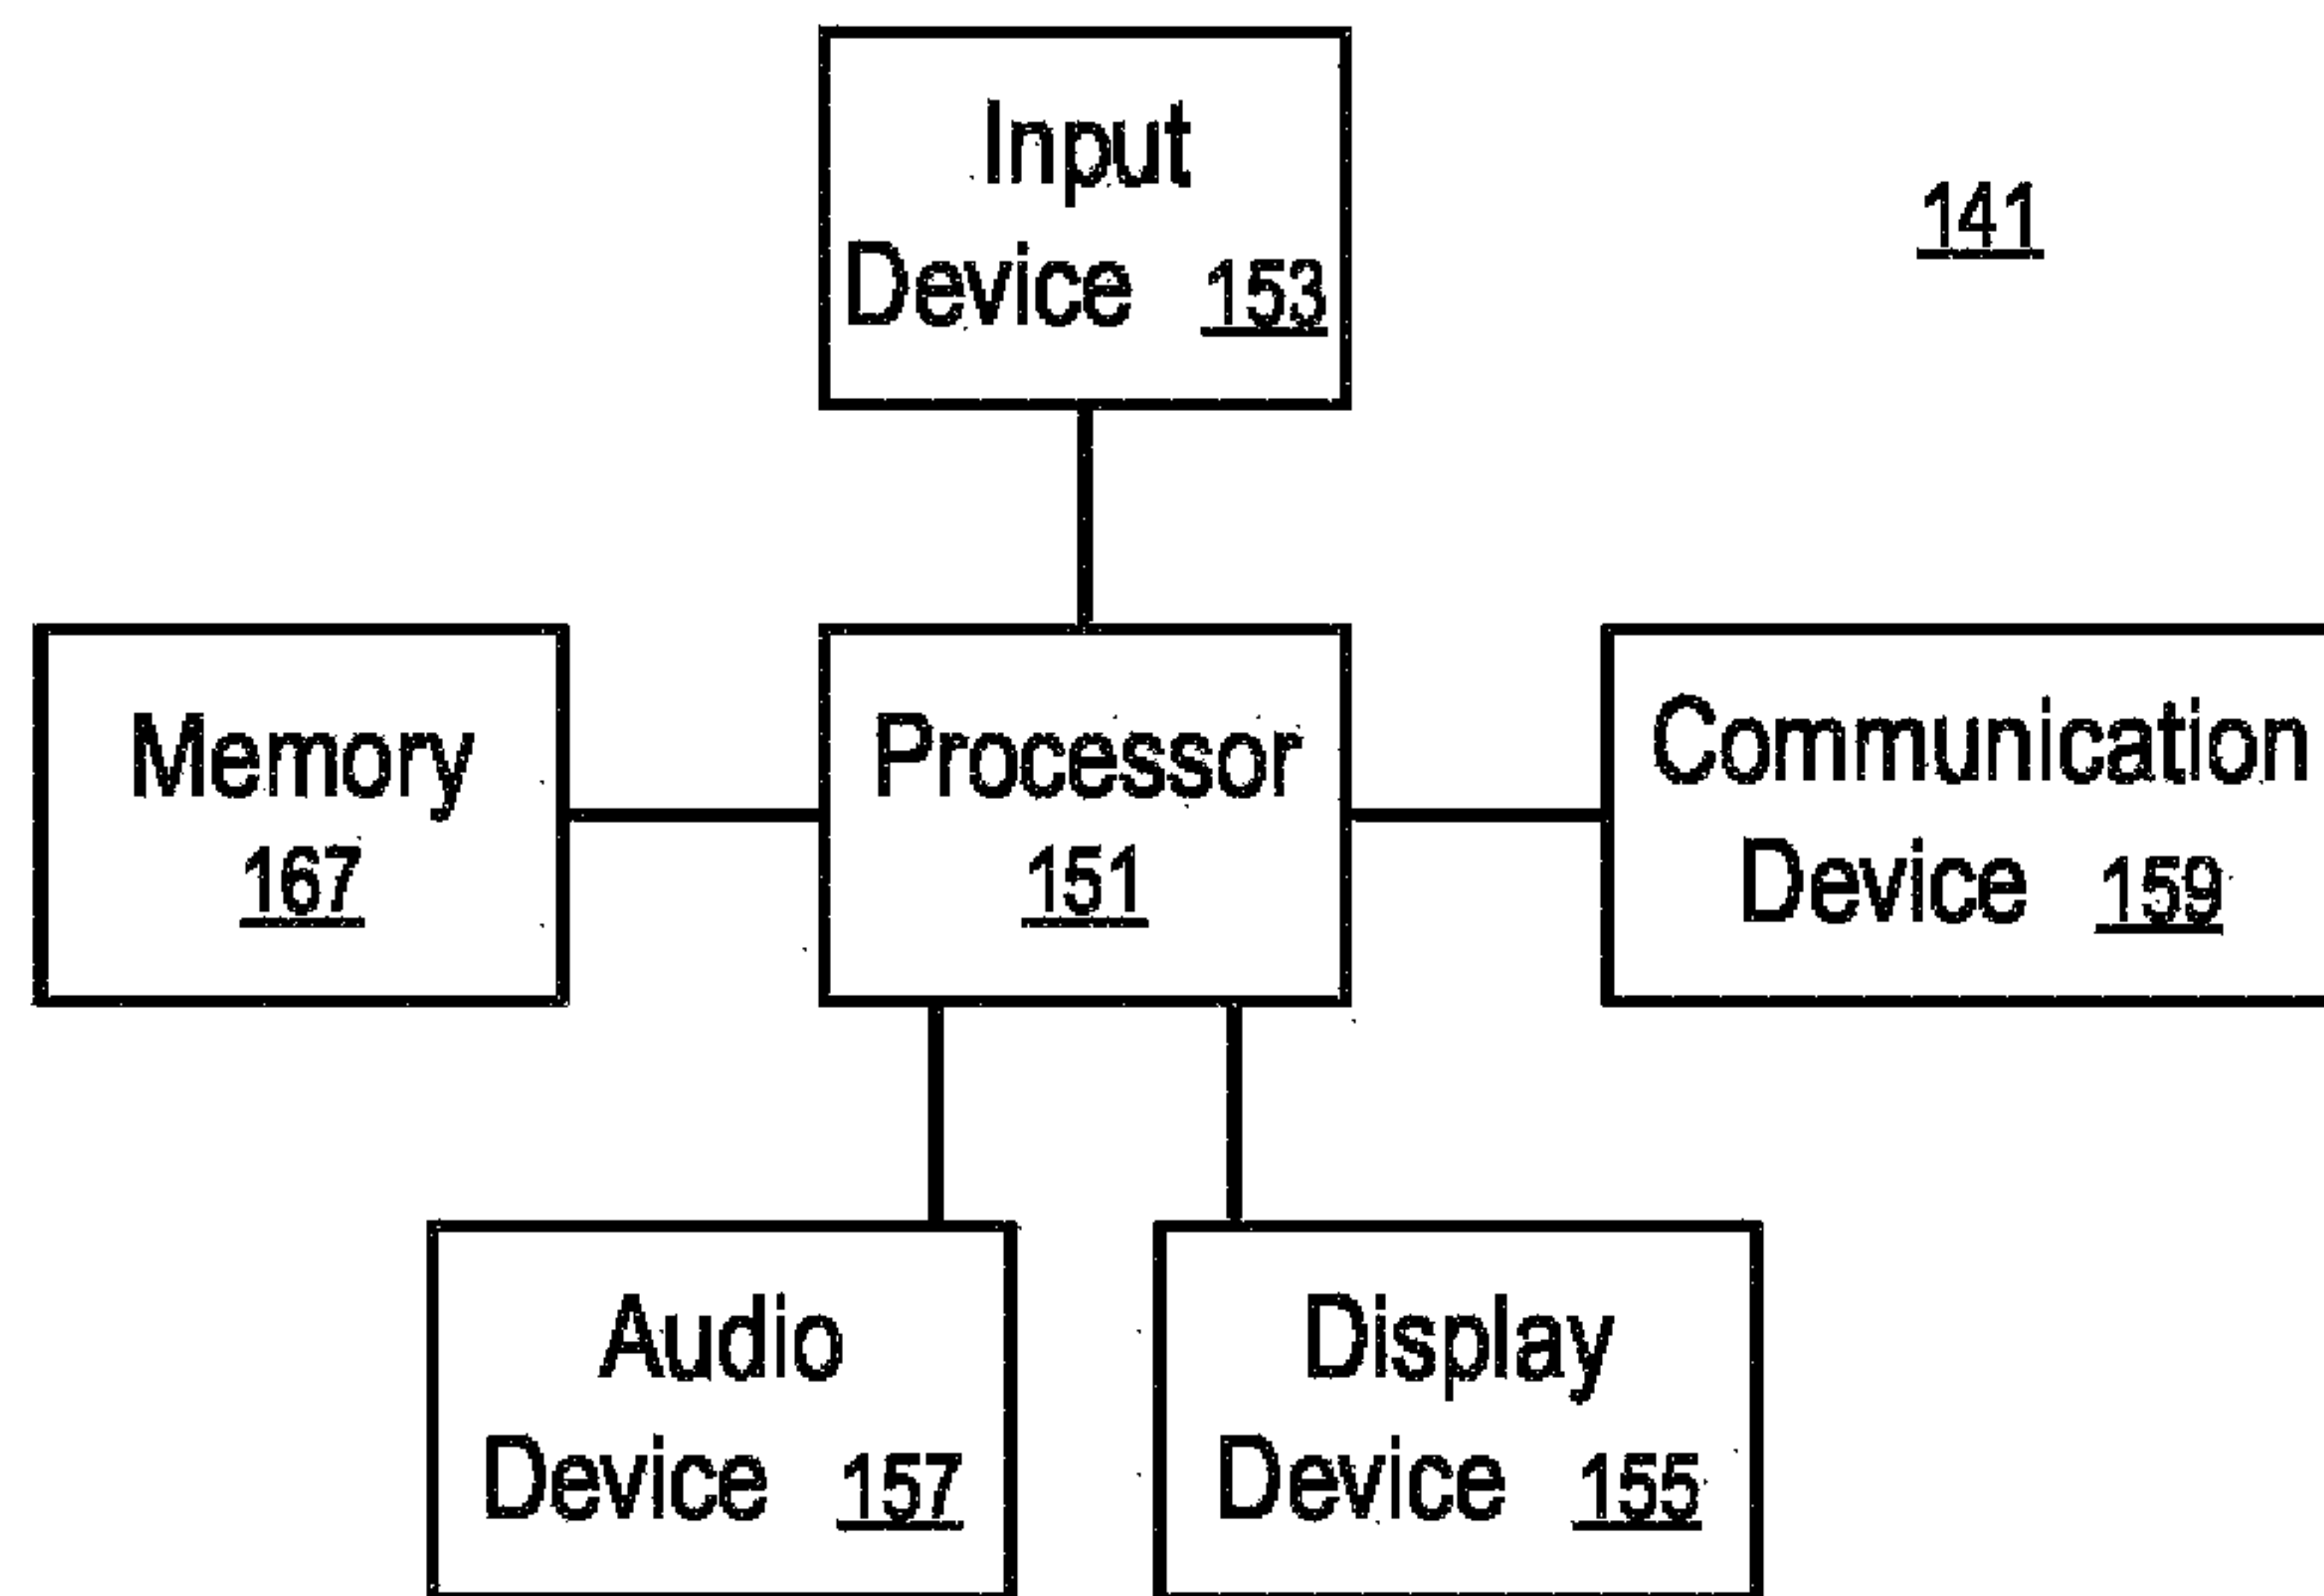 Input
Device 153
141
Memory
167
Processor
151
Communication
Device 159
Audio
Device 157
Display
Device 155